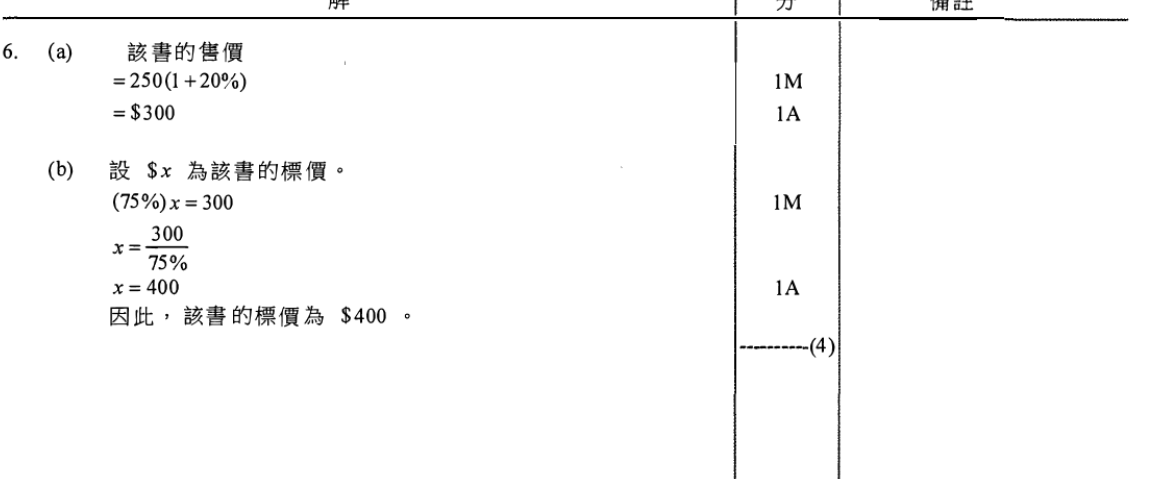 解 分 備註
6. (a) 該書的售價
= 250(1 + 20%) 1M
= $300 1A
(b) 設 $x 為該書的標價。
(75%) x = 300 1M
x = 300/75%
x = 400 1A
因此，該書的標價為 $400 。
----------(4)